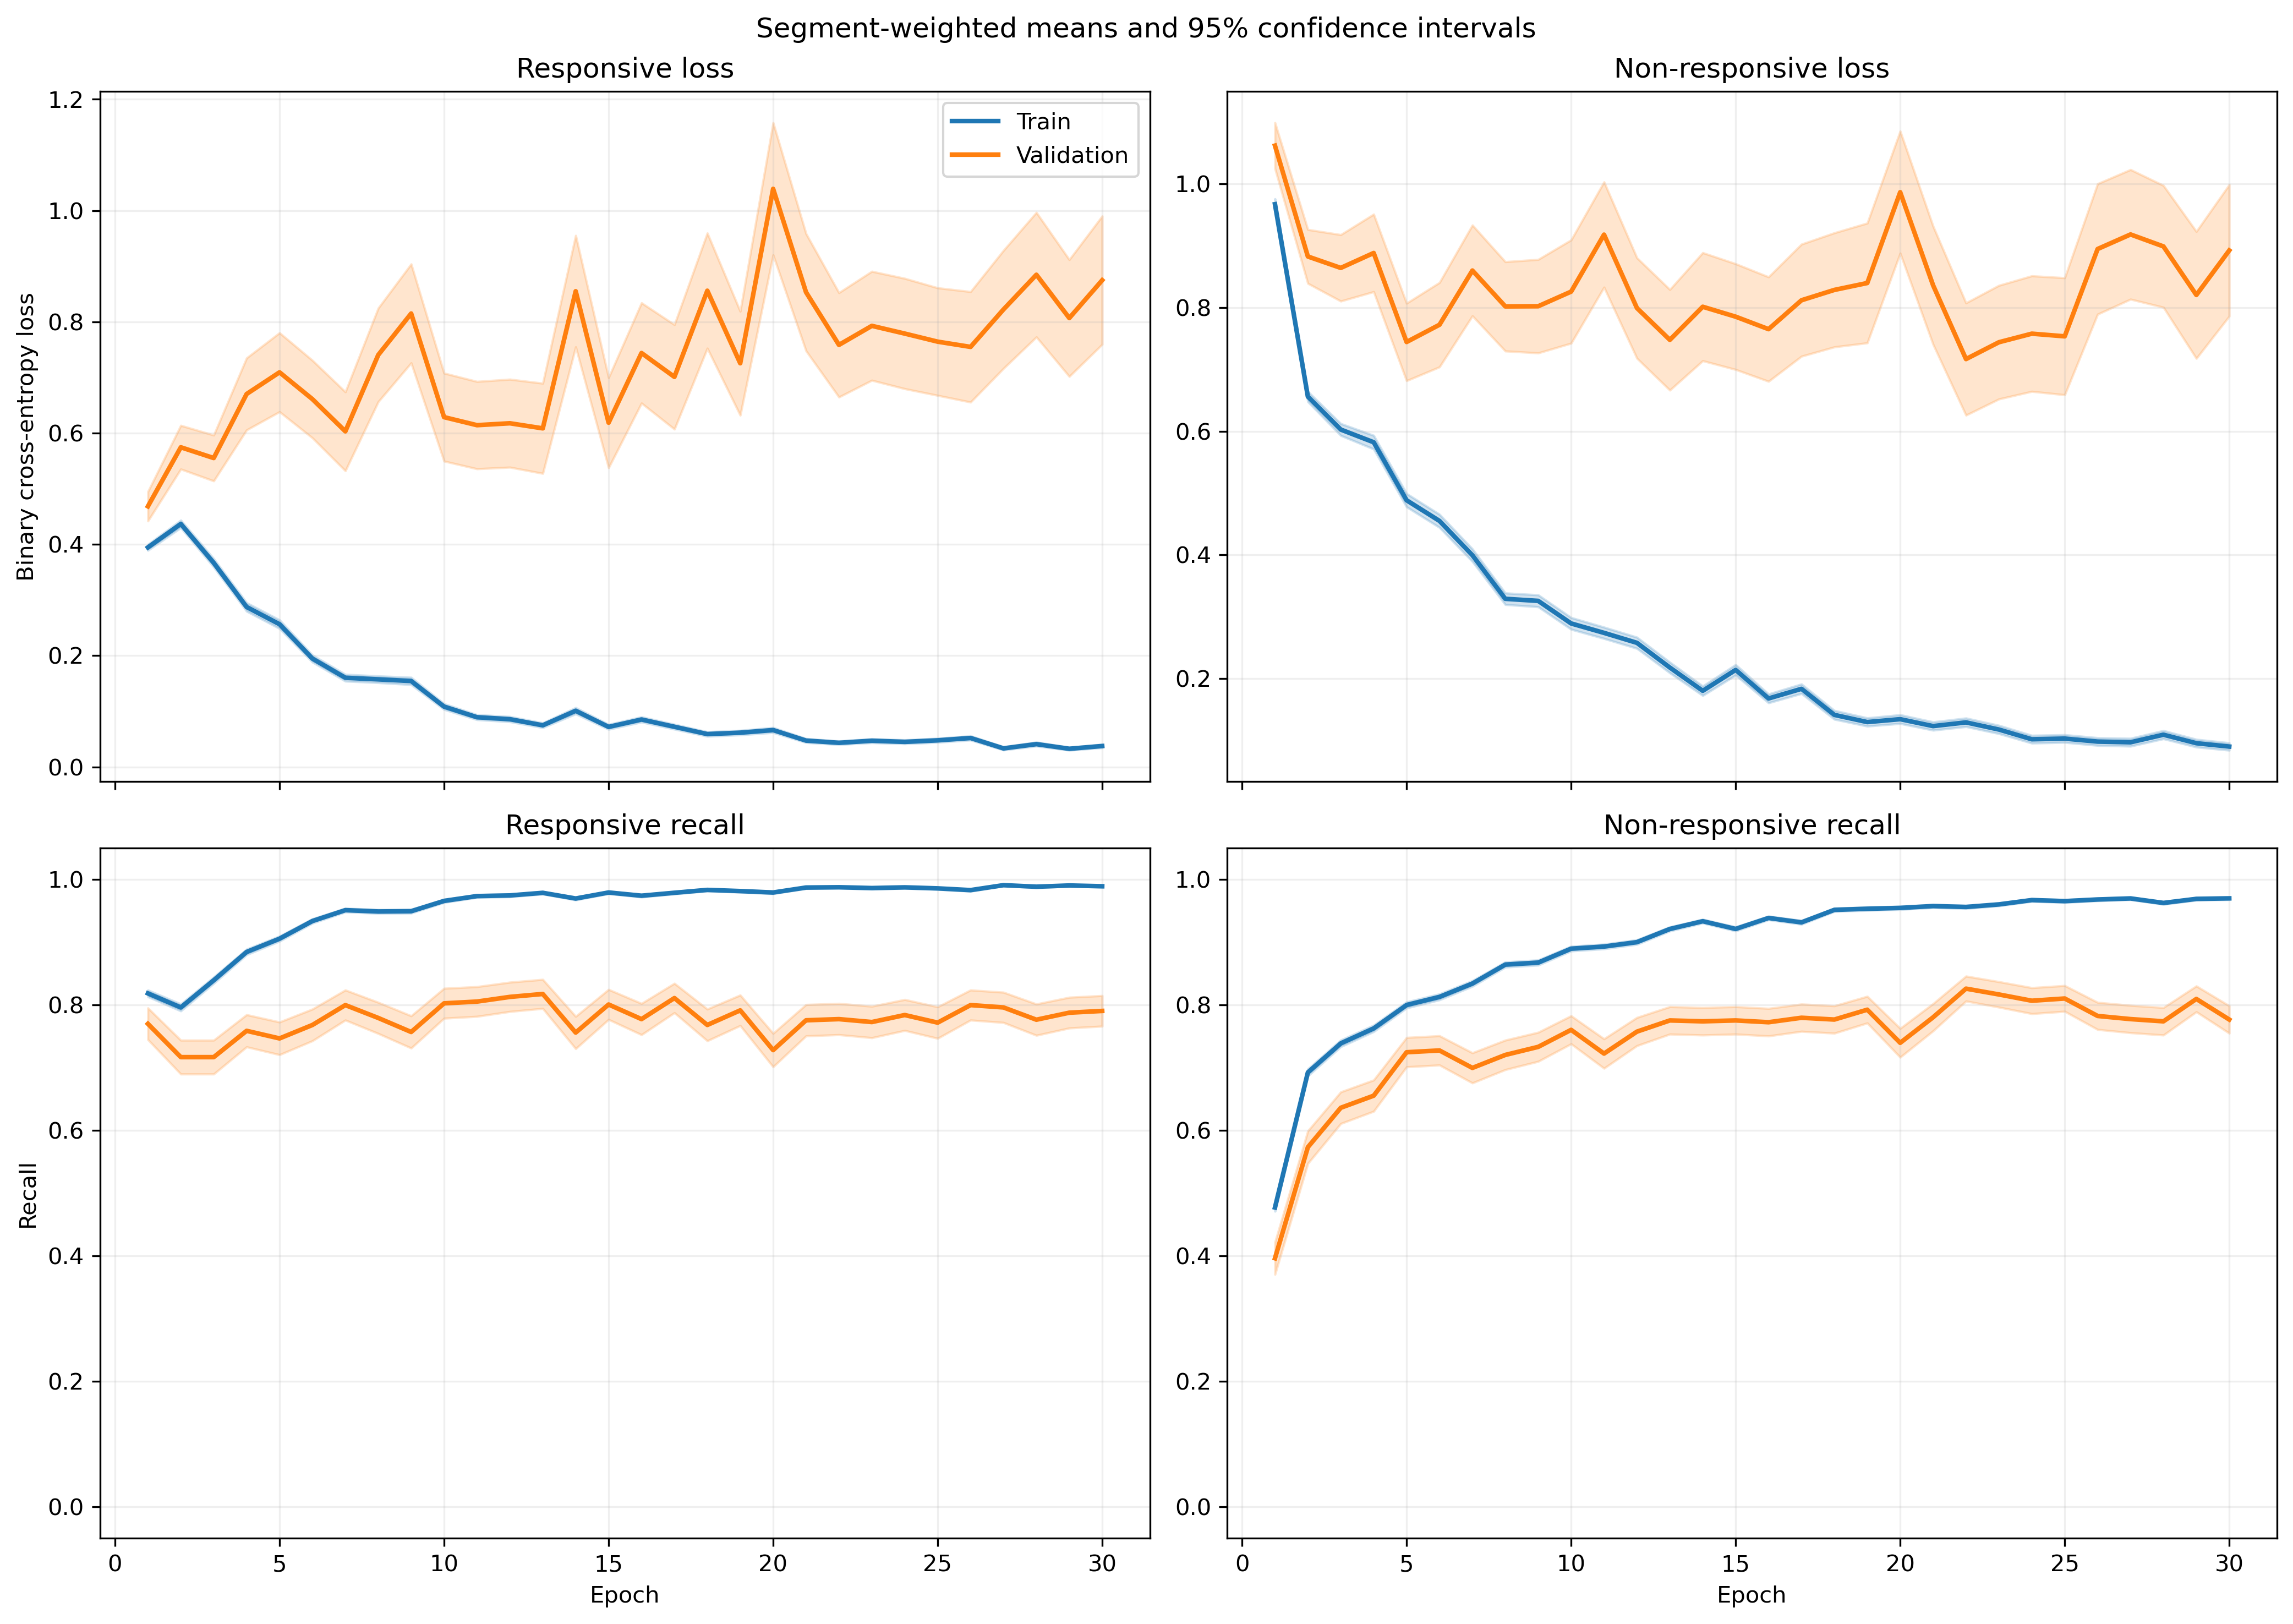 Segment-weighted means and 95% confidence intervals
Responsive loss
Non-responsive loss
Train
Validation
Binary cross-entropy loss
1.2
1.0
0.8
0.6
0.4
0.2
0.0
1.0
0.8
0.6
0.4
0.2
Responsive recall
Non-responsive recall
Recall
1.0
0.8
0.6
0.4
0.2
0.0
1.0
0.8
0.6
0.4
0.2
0.0
0 5 10 15 20 25 30
0 5 10 15 20 25 30
Epoch
Epoch